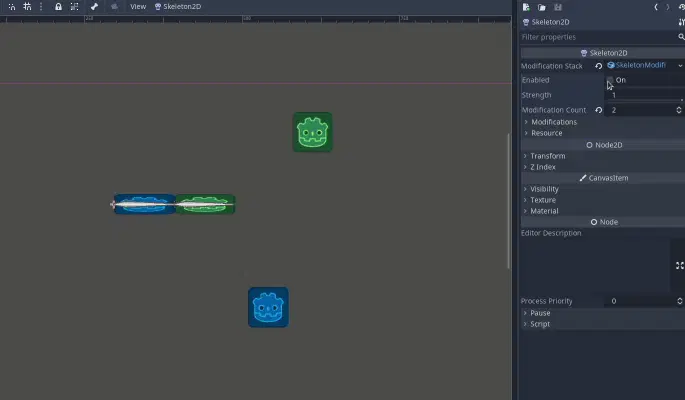 View Skeleton2D
Skeleton2D
Filter properties
Skeleton2D
Modification Stack SkeletonModifi
Enabled On
Strength 1
Modification Count 2
Modifications
Resource
Node2D
Transform
Z Index
CanvasItem
Visibility
Texture
Material
Node
Editor Description
Process Priority 0
Pause
Script